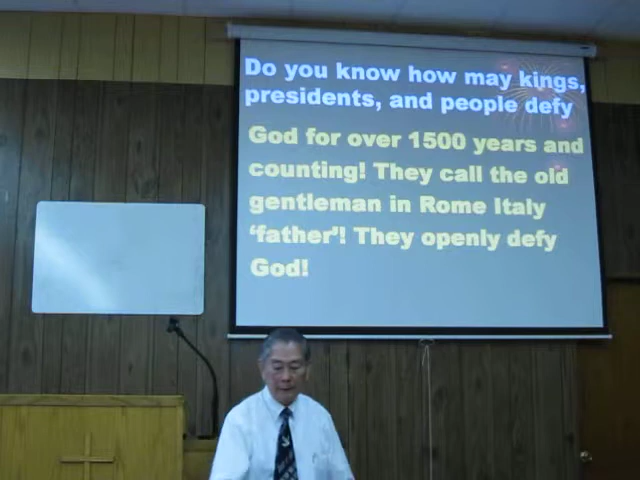 Do you know how may kings,
presidents, and people defy
God for over 1500 years and
counting! They call the old
gentleman in Rome Italy
‘father’! They openly defy
God!